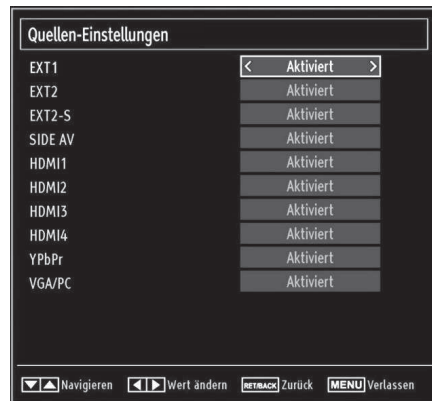 Quellen-Einstellungen
EXT1 < Aktiviert >
EXT2 Aktiviert
EXT2-S Aktiviert
SIDE AV Aktiviert
HDMI1 Aktiviert
HDMI2 Aktiviert
HDMI3 Aktiviert
HDMI4 Aktiviert
YPbPr Aktiviert
VGA/PC Aktiviert
▼▲ Navigieren ◀▶ Wert ändern RET/BACK Zurück MENU Verlassen